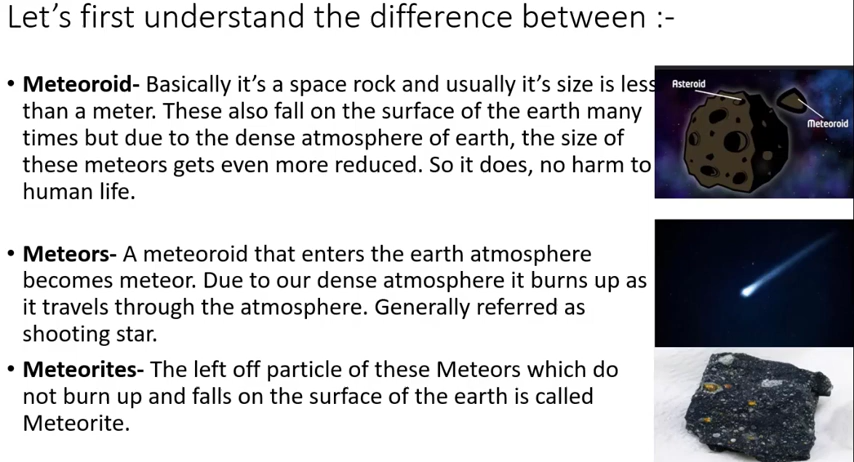 Let's first understand the difference between :-
• Meteoroid- Basically it's a space rock and usually it's size is less
than a meter. These also fall on the surface of the earth many
times but due to the dense atmosphere of earth, the size of
these meteors gets even more reduced. So it does, no harm to
human life.
Asteroid
Meteoroid
• Meteors- A meteoroid that enters the earth atmosphere
becomes meteor. Due to our dense atmosphere it burns up as
it travels through the atmosphere. Generally referred as
shooting star.
• Meteorites- The left off particle of these Meteors which do
not burn up and falls on the surface of the earth is called
Meteorite.